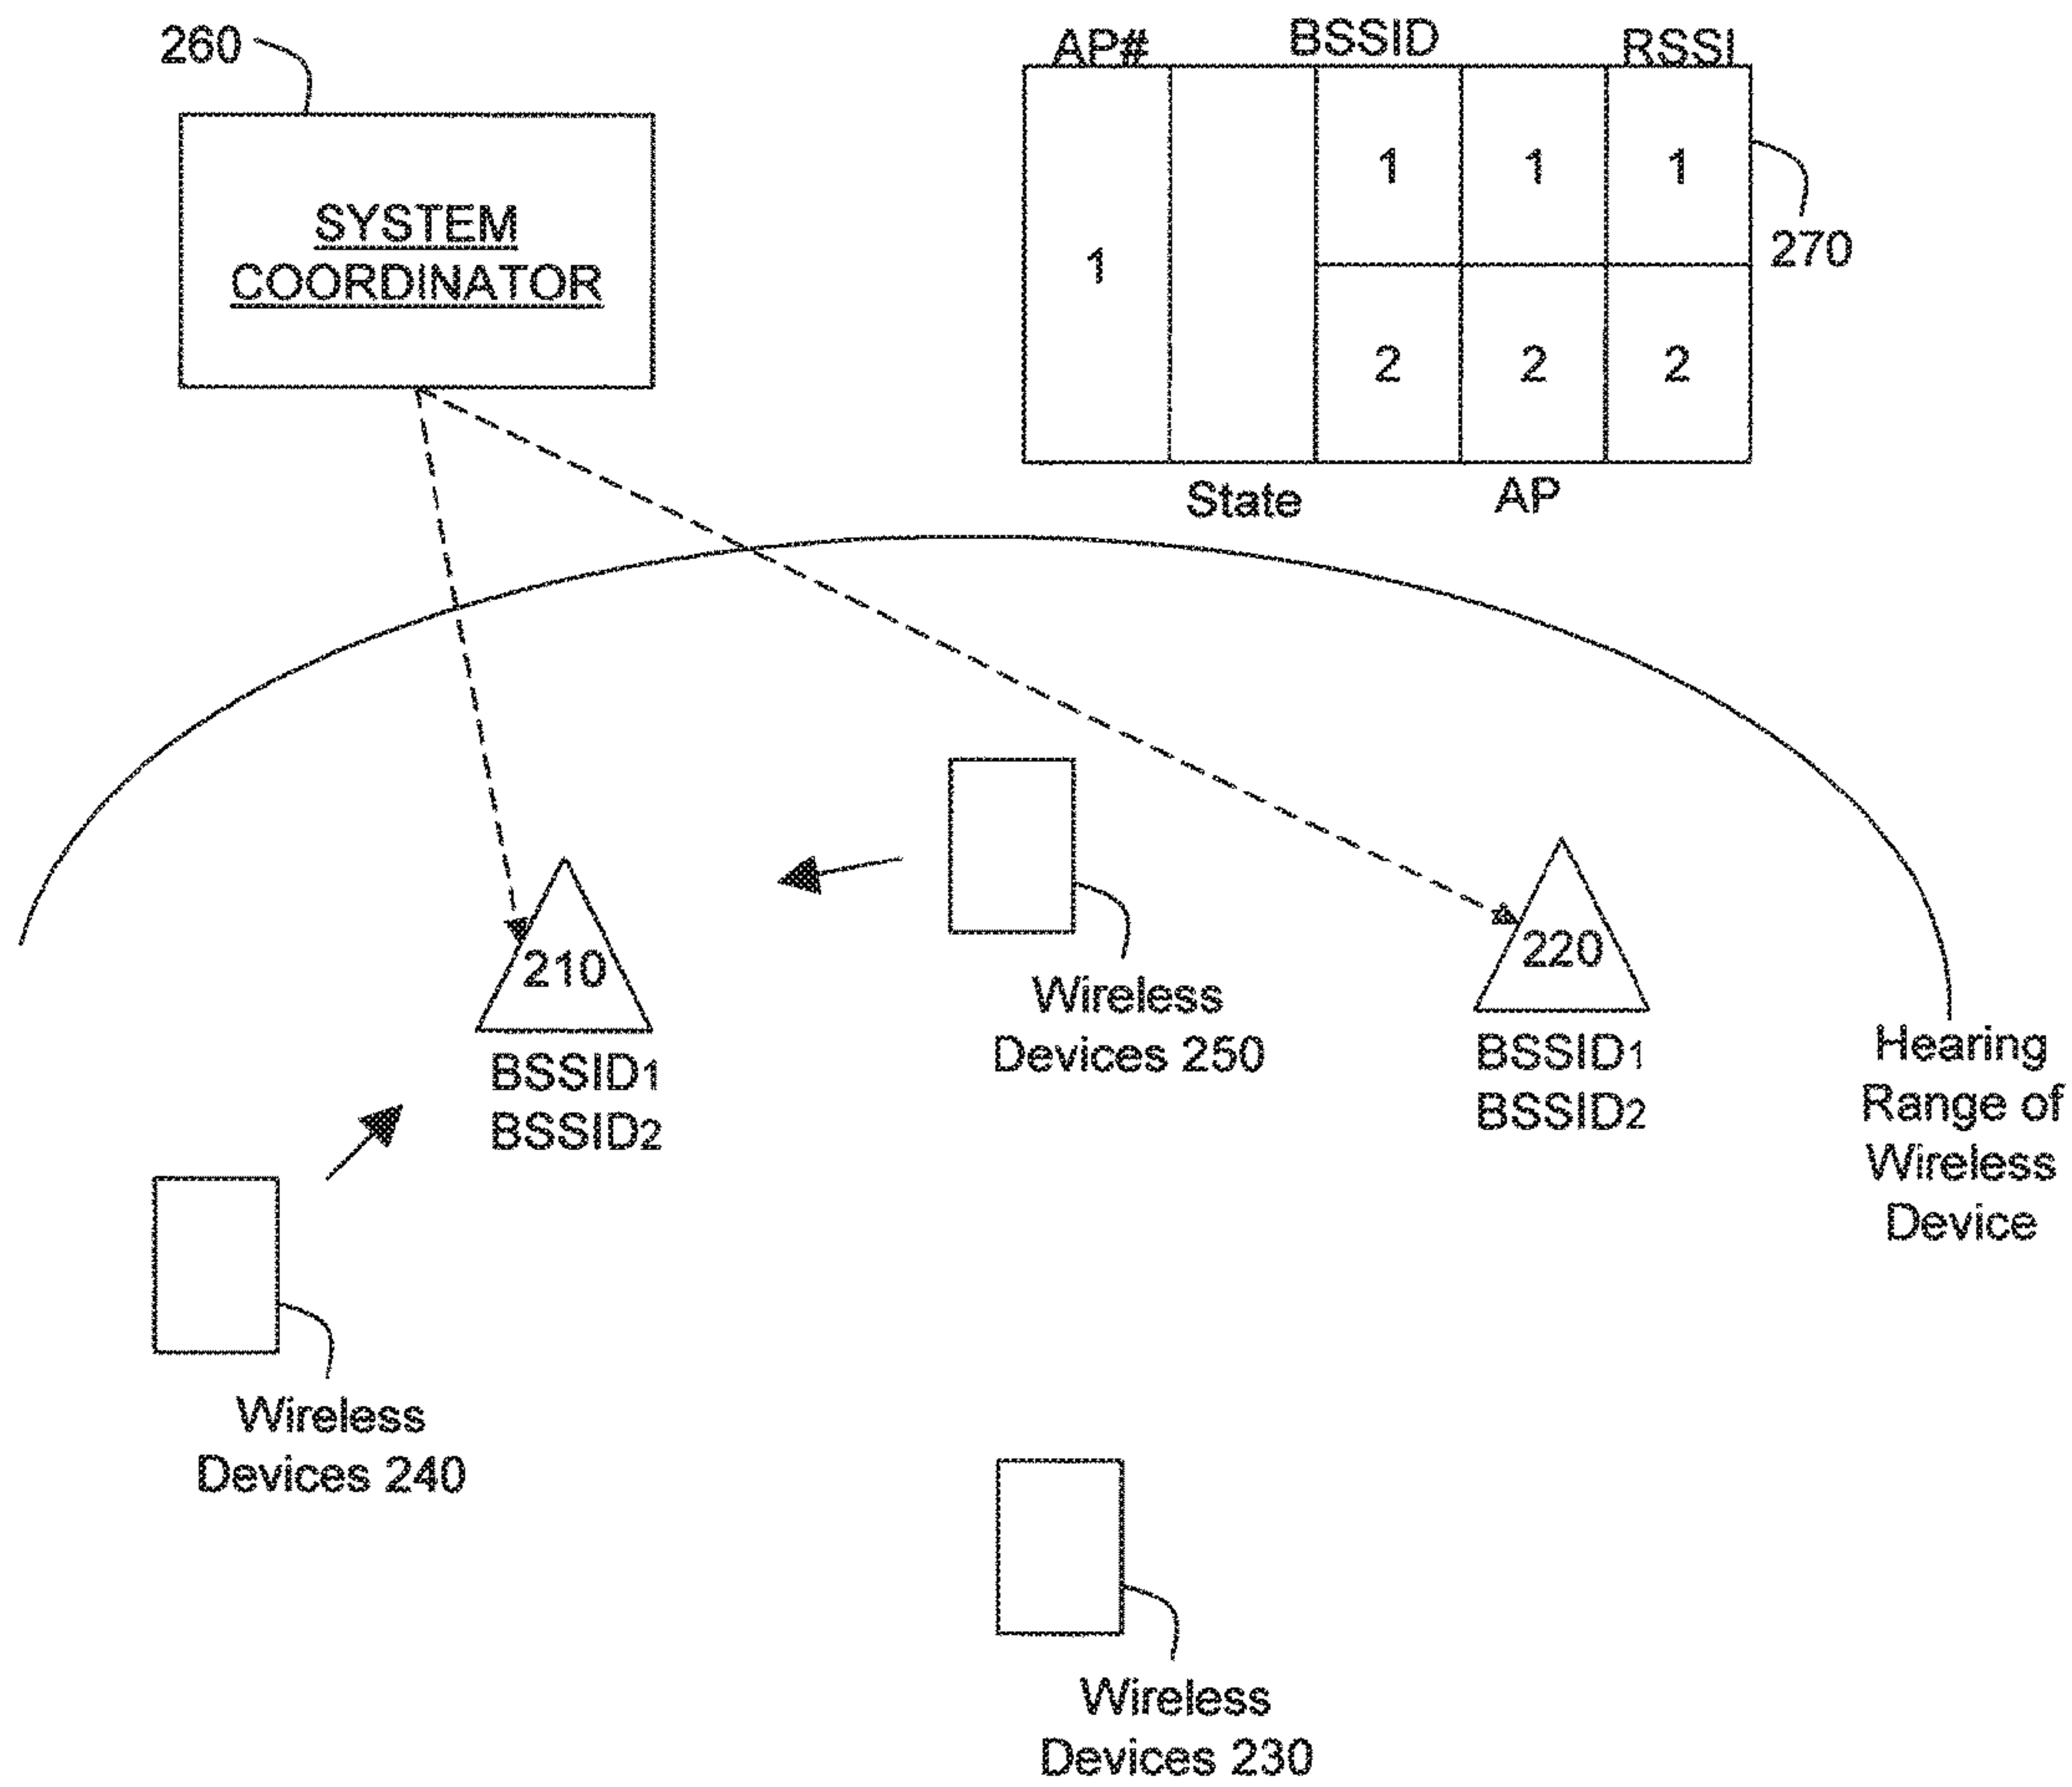 260
SYSTEM
COORDINATOR
AP#
BSSID
RSSI
1
1
1
1
2
2
2
270
State
AP
210
BSSID1
BSSID2
Wireless
Devices 250
220
BSSID1
BSSID2
Hearing
Range of
Wireless
Device
Wireless
Devices 240
Wireless
Devices 230